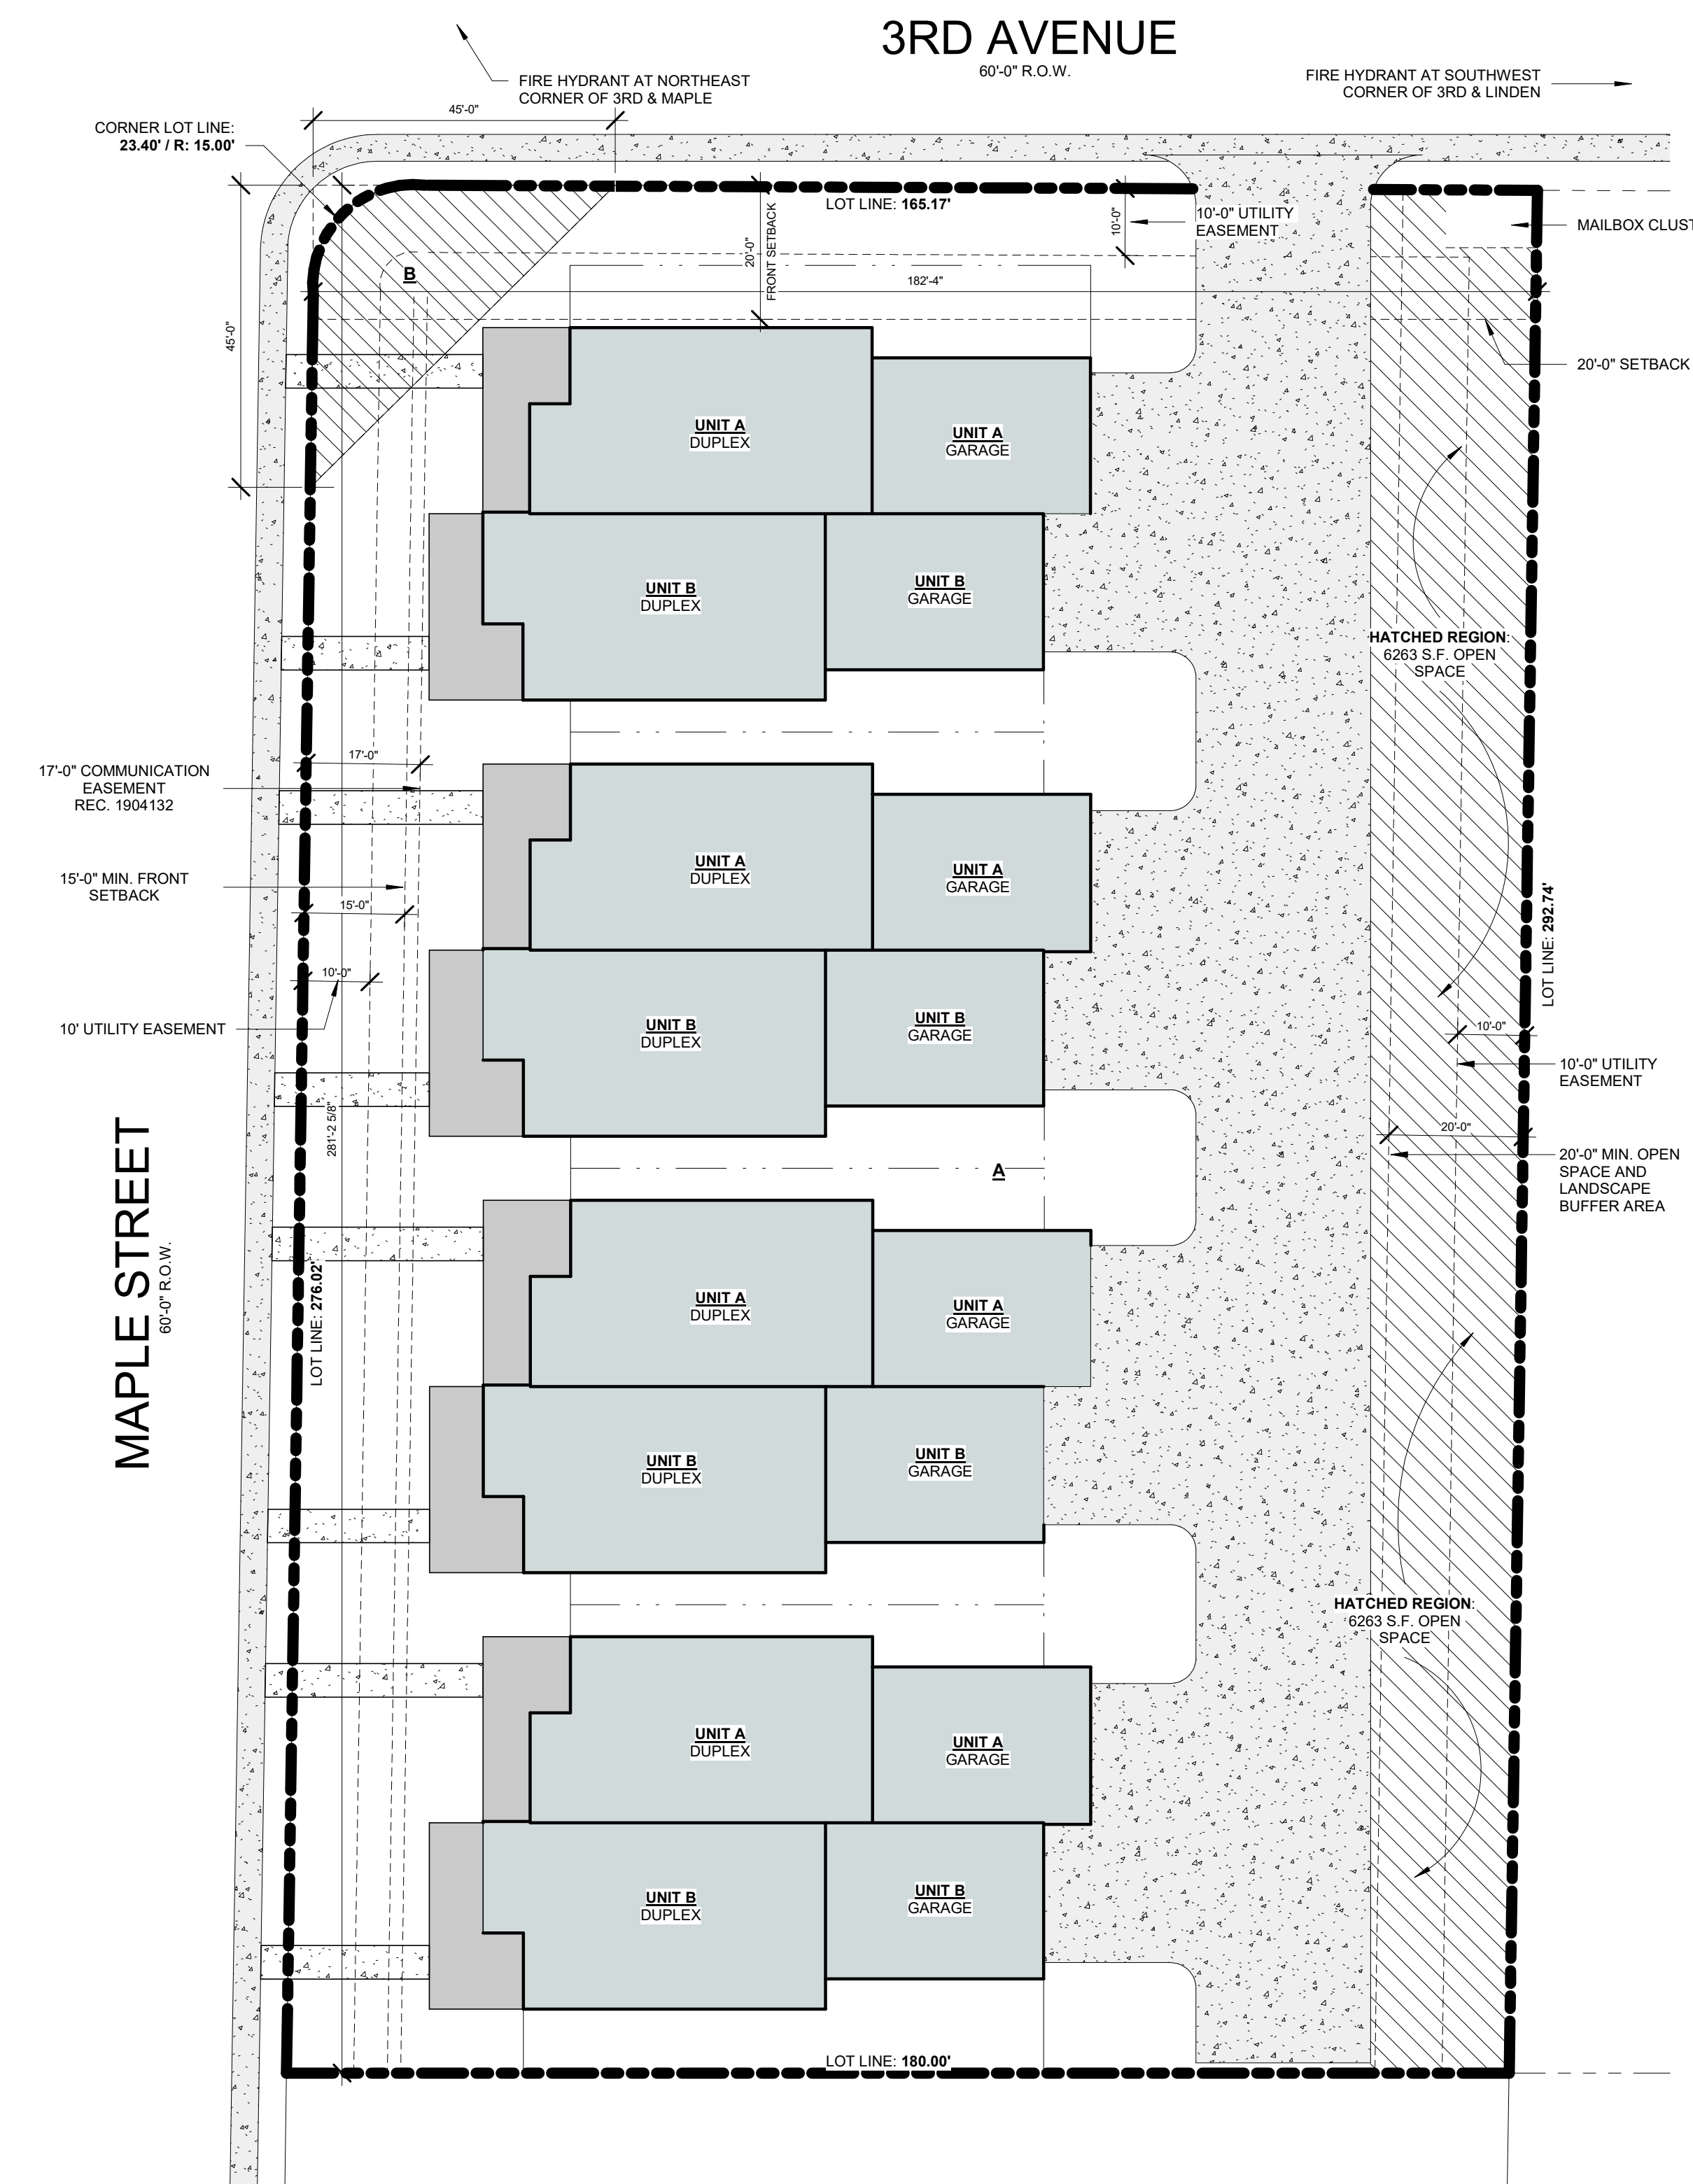 3RD AVENUE
60'-0" R.O.W.
FIRE HYDRANT AT NORTHEAST
CORNER OF 3RD & MAPLE
FIRE HYDRANT AT SOUTHWEST
CORNER OF 3RD & LINDEN
45'-0"
CORNER LOT LINE:
23.40' / R: 15.00'
LOT LINE: 165.17'
10'-0"
10'-0" UTILITY
EASEMENT
MAILBOX CLUST
20'-0"
FRONT SETBACK
B
182'-4"
45'-0"
20'-0" SETBACK
UNIT A
DUPLEX
UNIT A
GARAGE
UNIT B
DUPLEX
UNIT B
GARAGE
HATCHED REGION:
6263 S.F. OPEN
SPACE
17'-0"
17'-0" COMMUNICATION
EASEMENT
REC. 1904132
UNIT A
DUPLEX
UNIT A
GARAGE
15'-0" MIN. FRONT
SETBACK
15'-0"
LOT LINE: 292.74'
10'-0"
10' UTILITY EASEMENT
UNIT B
DUPLEX
UNIT B
GARAGE
10'-0"
10'-0" UTILITY
EASEMENT
281'-2 5/8"
20'-0"
20'-0" MIN. OPEN
SPACE AND
LANDSCAPE
BUFFER AREA
A
MAPLE STREET
60'-0" R.O.W.
LOT LINE: 276.02'
UNIT A
DUPLEX
UNIT A
GARAGE
UNIT B
DUPLEX
UNIT B
GARAGE
HATCHED REGION:
6263 S.F. OPEN
SPACE
UNIT A
DUPLEX
UNIT A
GARAGE
UNIT B
DUPLEX
UNIT B
GARAGE
LOT LINE: 180.00'